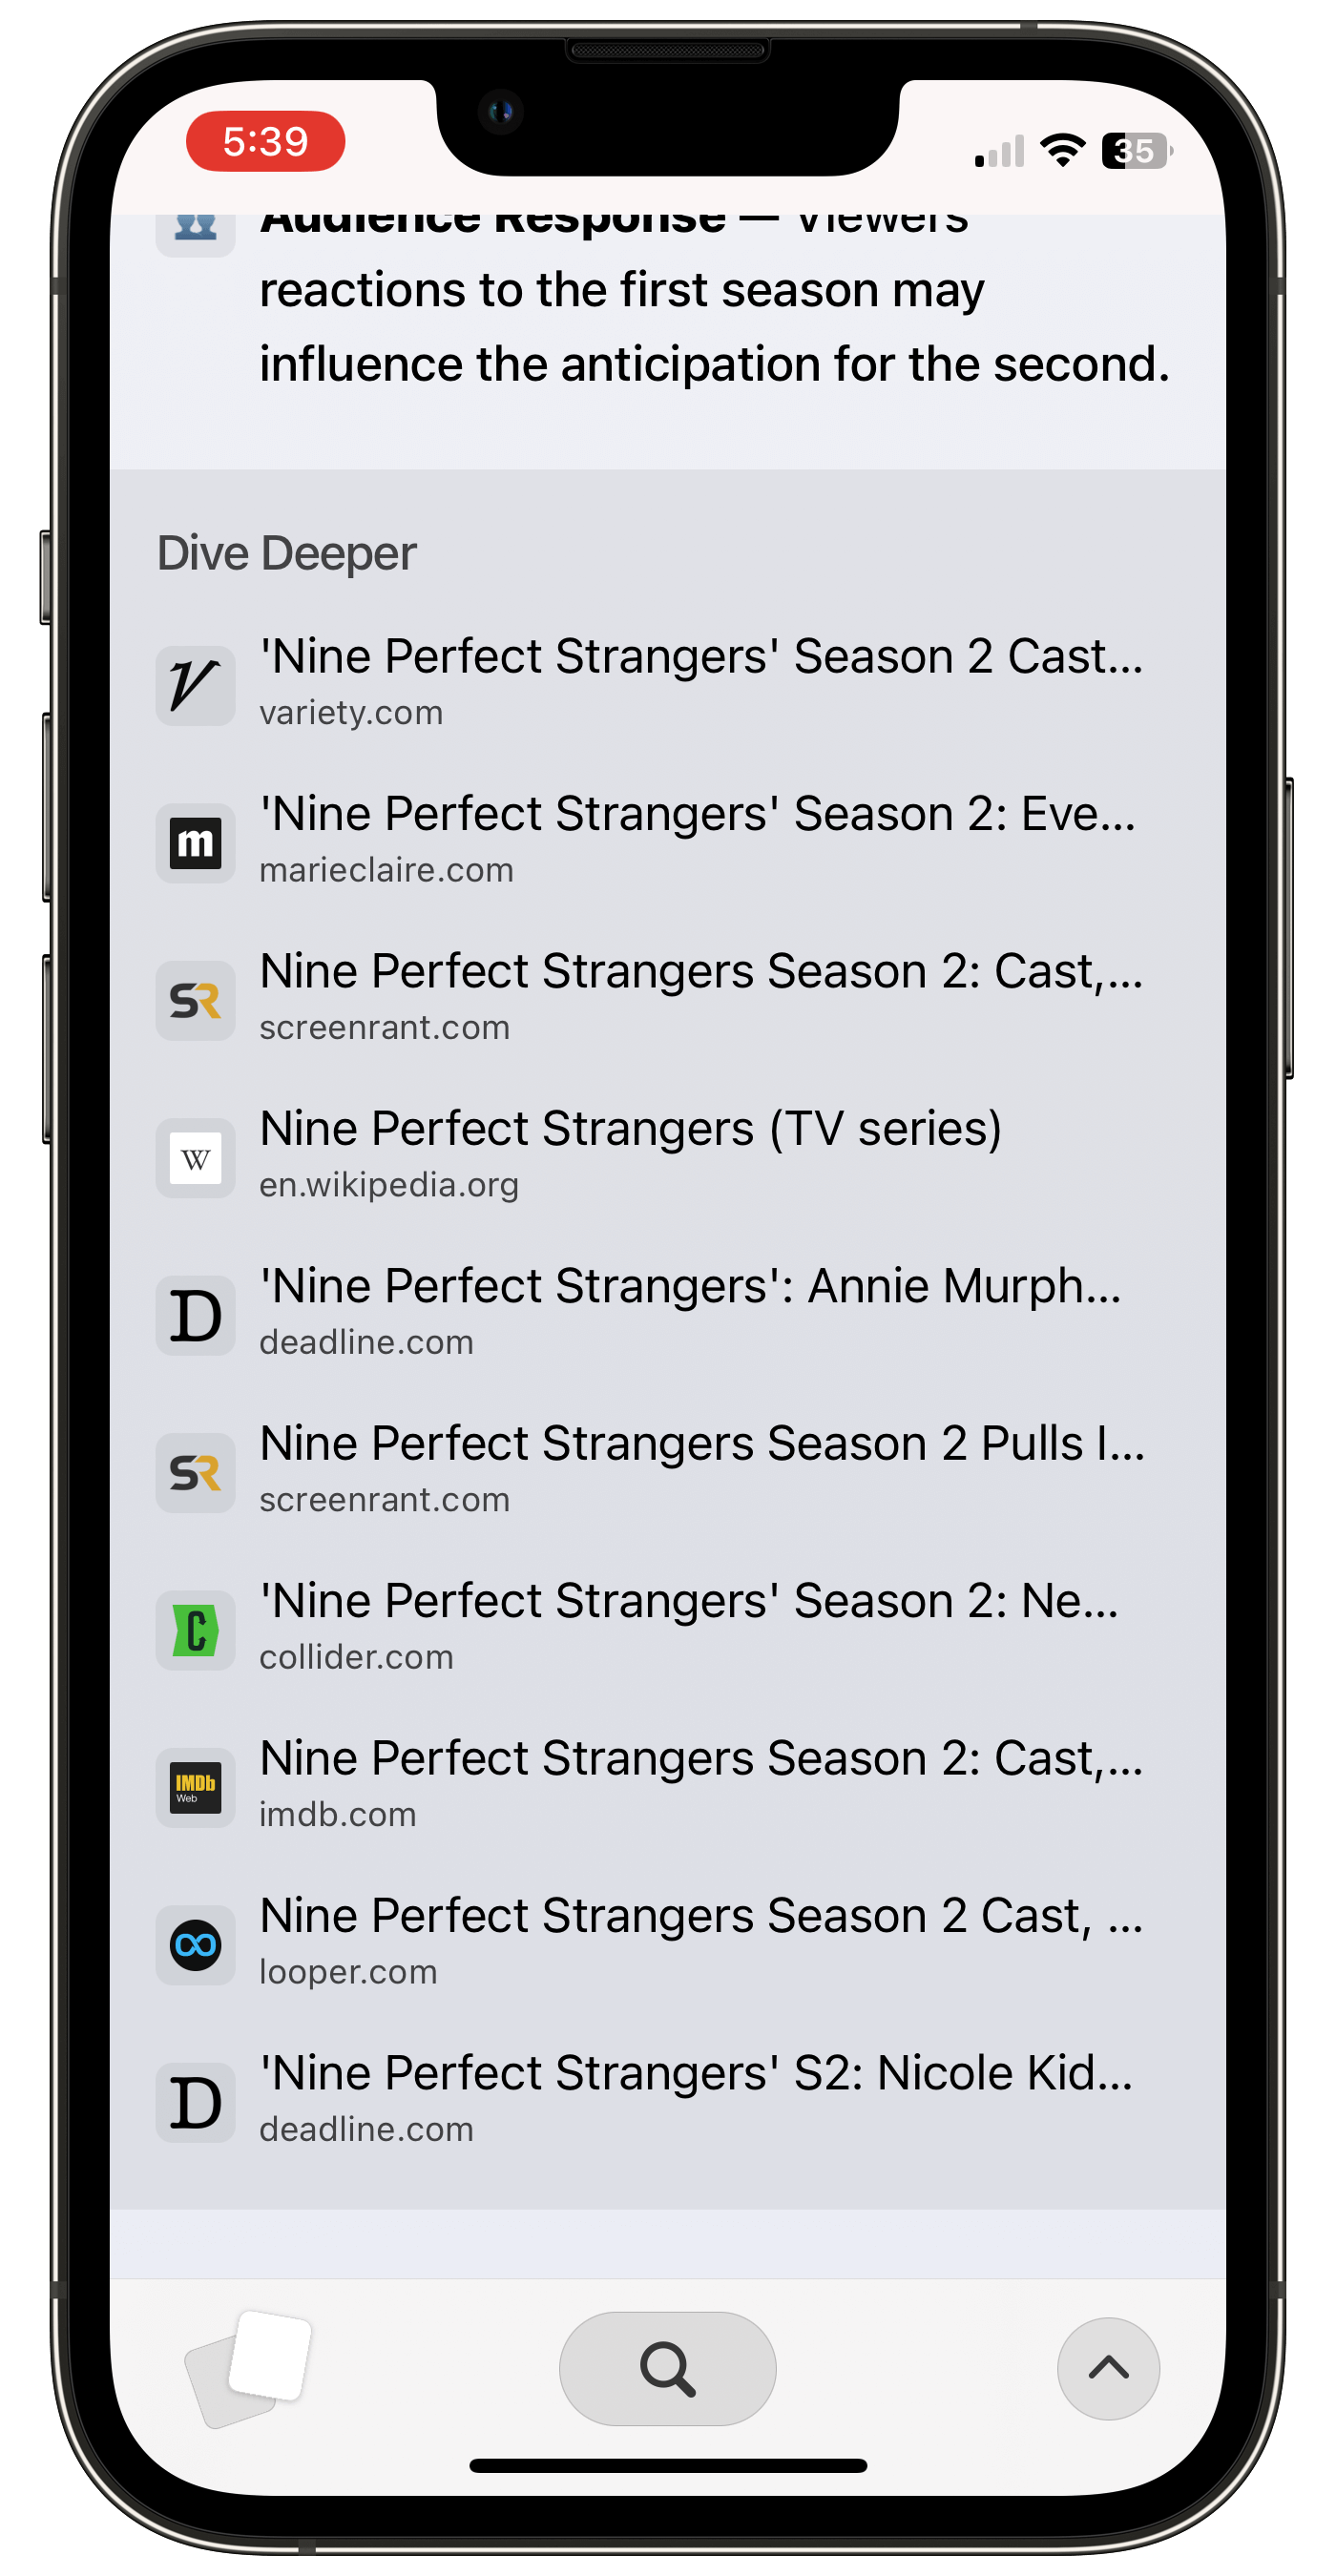 5:39
35
Audience Response — Viewers
reactions to the first season may
influence the anticipation for the second.
Dive Deeper
'Nine Perfect Strangers' Season 2 Cast...
variety.com
m
'Nine Perfect Strangers' Season 2: Eve...
marieclaire.com
SR
Nine Perfect Strangers Season 2: Cast,...
screenrant.com
W
Nine Perfect Strangers (TV series)
en.wikipedia.org
D
'Nine Perfect Strangers': Annie Murph...
deadline.com
SR
Nine Perfect Strangers Season 2 Pulls I...
screenrant.com
C
'Nine Perfect Strangers' Season 2: Ne...
collider.com
IMDb
Web
Nine Perfect Strangers Season 2: Cast,...
imdb.com
Nine Perfect Strangers Season 2 Cast, ...
looper.com
D
'Nine Perfect Strangers' S2: Nicole Kid...
deadline.com